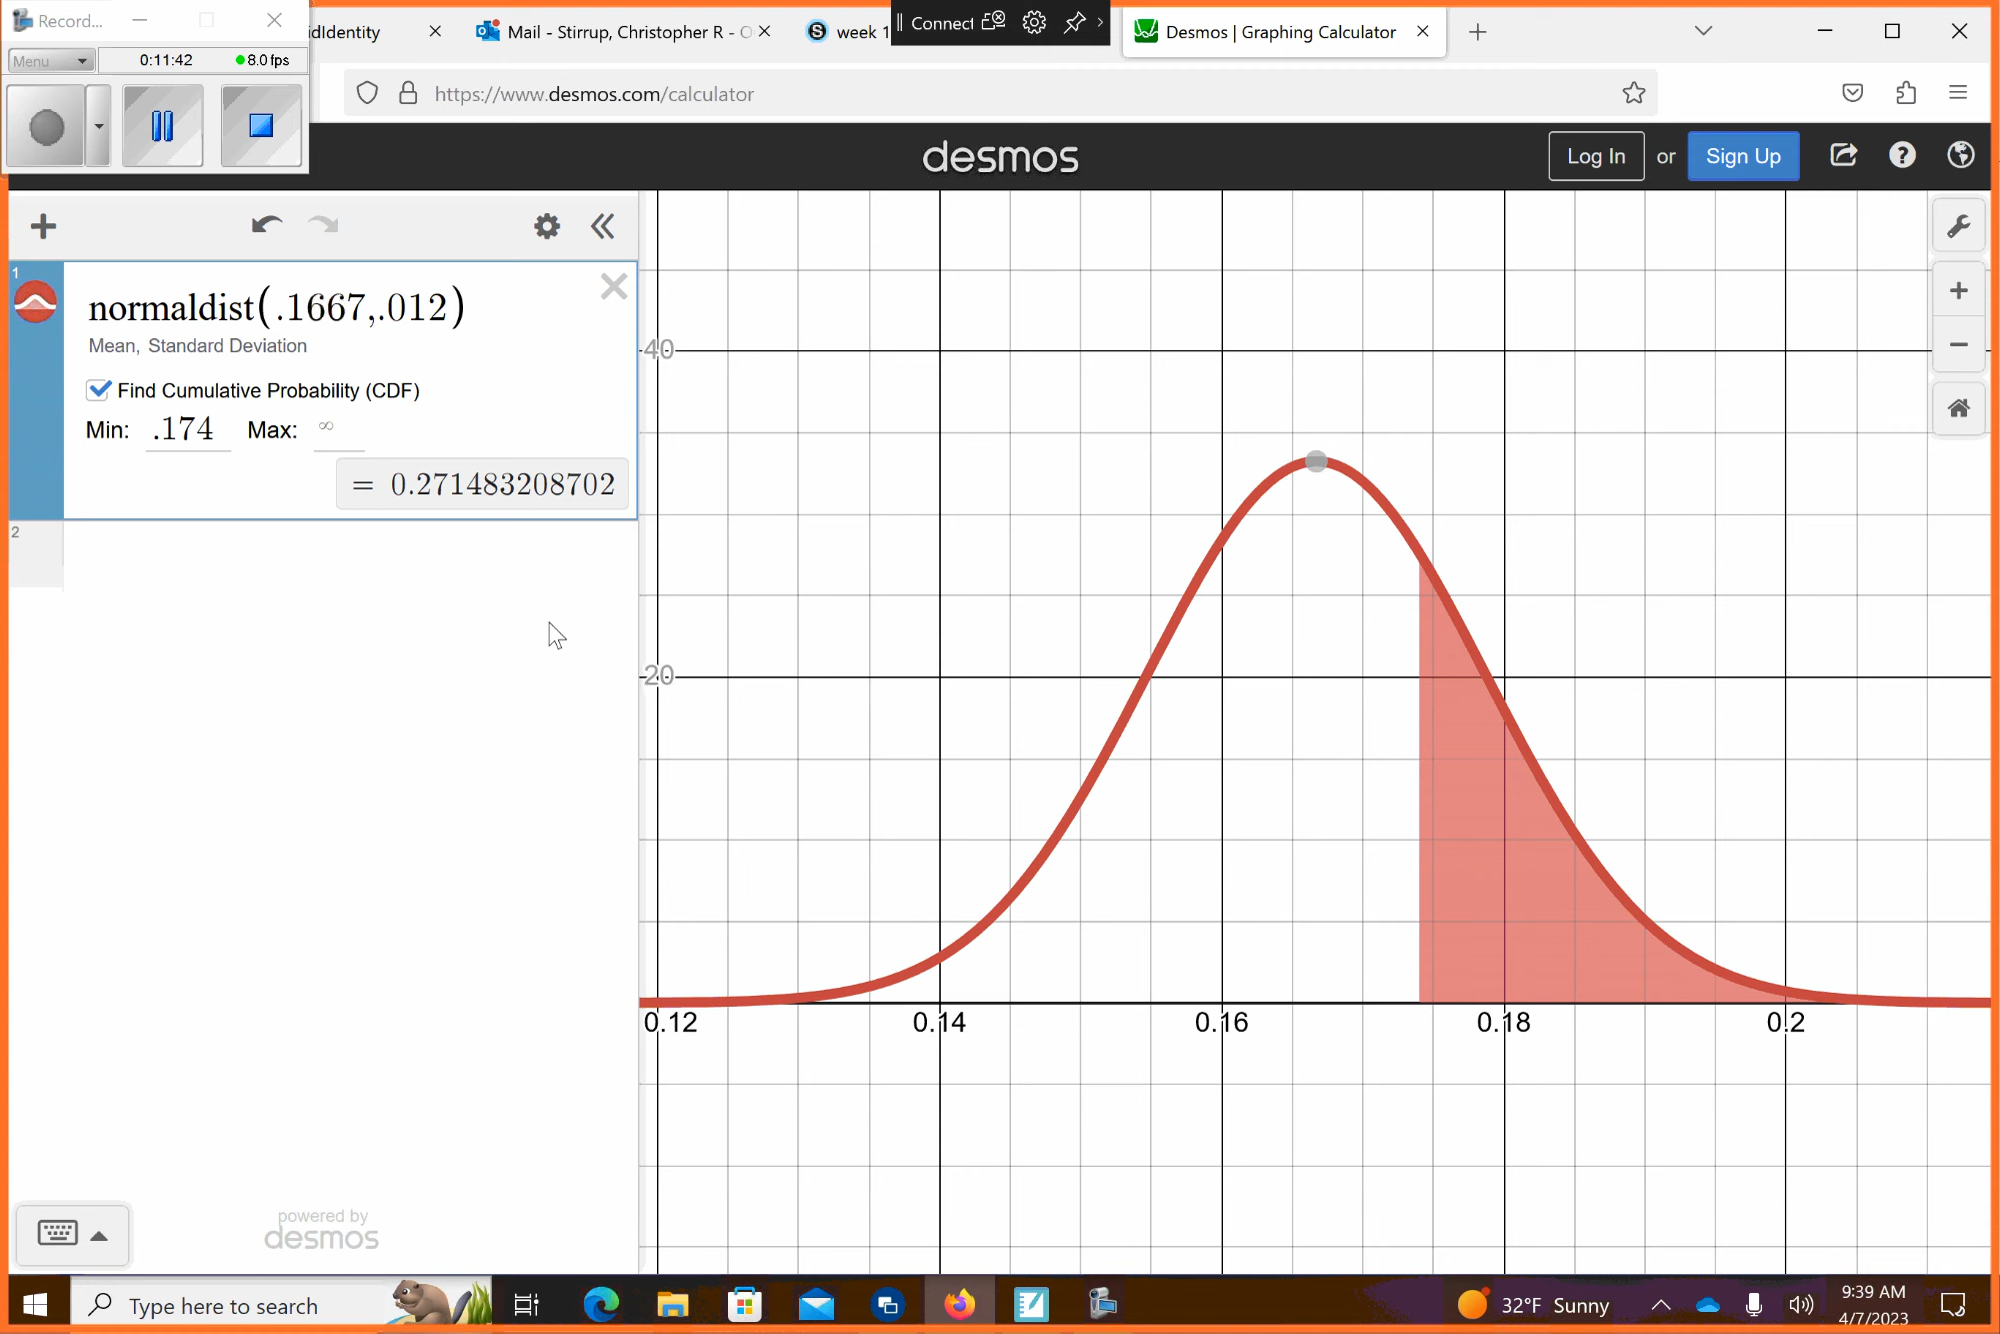 Record...
Menu
0:11:42
8.0 fps
idIdentity
Mail - Stirrup, Christopher R - O
week 1
Connect
Desmos | Graphing Calculator
https://www.desmos.com/calculator
desmos
Log In
or
Sign Up
1
normaldist(.1667,.012)
Mean, Standard Deviation
Find Cumulative Probability (CDF)
Min: .174 Max: ∞
= 0.271483208702
2
40
20
0.12
0.14
0.16
0.18
0.2
powered by
desmos
Type here to search
32°F Sunny
9:39 AM
4/7/2023